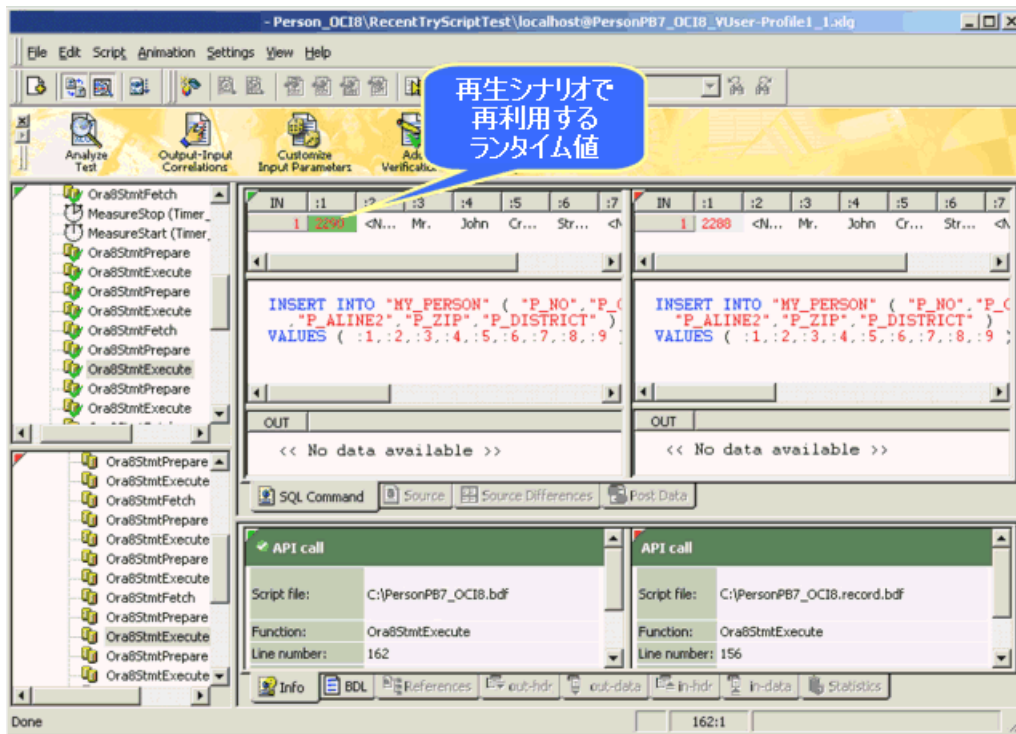 - Person_OCI8\RecentTryScriptTest\localhost@PersonPB7_OCI8_VUser-Profile1_1.xlg
File Edit Script Animation Settings View Help
再生シナリオで
再利用する
ランタイム値
Analyze
Test
Output-Input
Correlations
Customize
Input Parameters
Ora8StmtFetch
MeasureStop (Timer_
MeasureStart (Timer_
Ora8StmtPrepare
Ora8StmtExecute
Ora8StmtPrepare
Ora8StmtExecute
Ora8StmtFetch
Ora8StmtPrepare
Ora8StmtExecute
Ora8StmtPrepare
Ora8StmtExecute
IN :1 :2 :3 :4 :5 :6 :7
1 2290 <N... Mr. John Cr... Str... <N
INSERT INTO "MY_PERSON" ( "P_NO","P_C
,"P_ALINE2","P_ZIP","P_DISTRICT" )
VALUES ( :1,:2,:3,:4,:5,:6,:7,:8,:9
OUT
<< No data available >>
IN :1 :2 :3 :4 :5 :6 :7
1 2288 <N... Mr. John Cr... Str... <N
INSERT INTO "MY_PERSON" ( "P_NO","P_C
,"P_ALINE2","P_ZIP","P_DISTRICT" )
VALUES ( :1,:2,:3,:4,:5,:6,:7,:8,:9
OUT
<< No data available >>
SQL Command Source Source Differences Post Data
Ora8StmtPrepare
Ora8StmtExecute
Ora8StmtFetch
Ora8StmtPrepare
Ora8StmtExecute
Ora8StmtPrepare
Ora8StmtExecute
Ora8StmtFetch
Ora8StmtPrepare
Ora8StmtExecute
Ora8StmtPrepare
Ora8StmtExecute
API call
Script file: C:\PersonPB7_OCI8.bdf
Function: Ora8StmtExecute
Line number: 162
API call
Script file: C:\PersonPB7_OCI8.record.bdf
Function: Ora8StmtExecute
Line number: 156
Info BDL References out-hdr out-data in-hdr in-data Statistics
Done
162:1